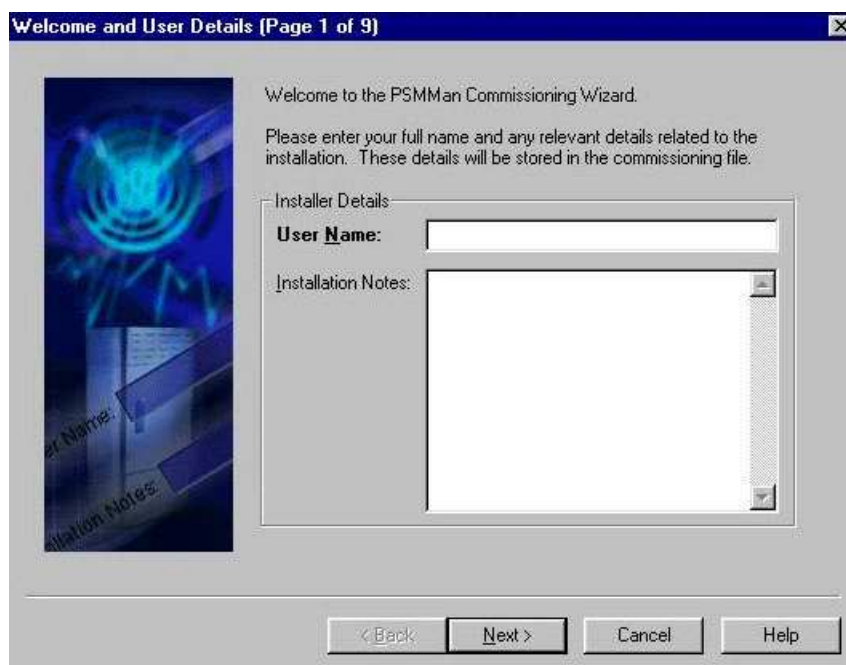 Welcome and User Details (Page 1 of 9)
Welcome to the PSMMan Commissioning Wizard.
Please enter your full name and any relevant details related to the
installation. These details will be stored in the commissioning file.
Installer Details
User Name:
Installation Notes:
er Name:
allation Notes:
< Back
Next >
Cancel
Help